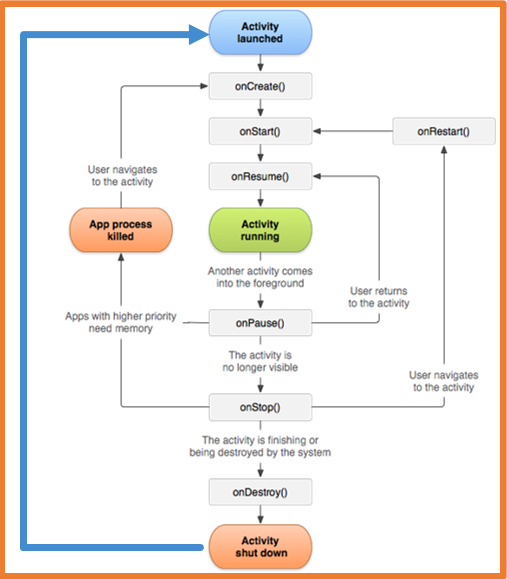 Activity
launched
onCreate()
onStart()
onRestart()
User navigates
to the activity
onResume()
App process
killed
Activity
running
Another activity comes
into the foreground
User returns
to the activity
Apps with higher priority
need memory
onPause()
The activity is
no longer visible
User navigates
to the activity
onStop()
The activity is finishing or
being destroyed by the system
onDestroy()
Activity
shut down